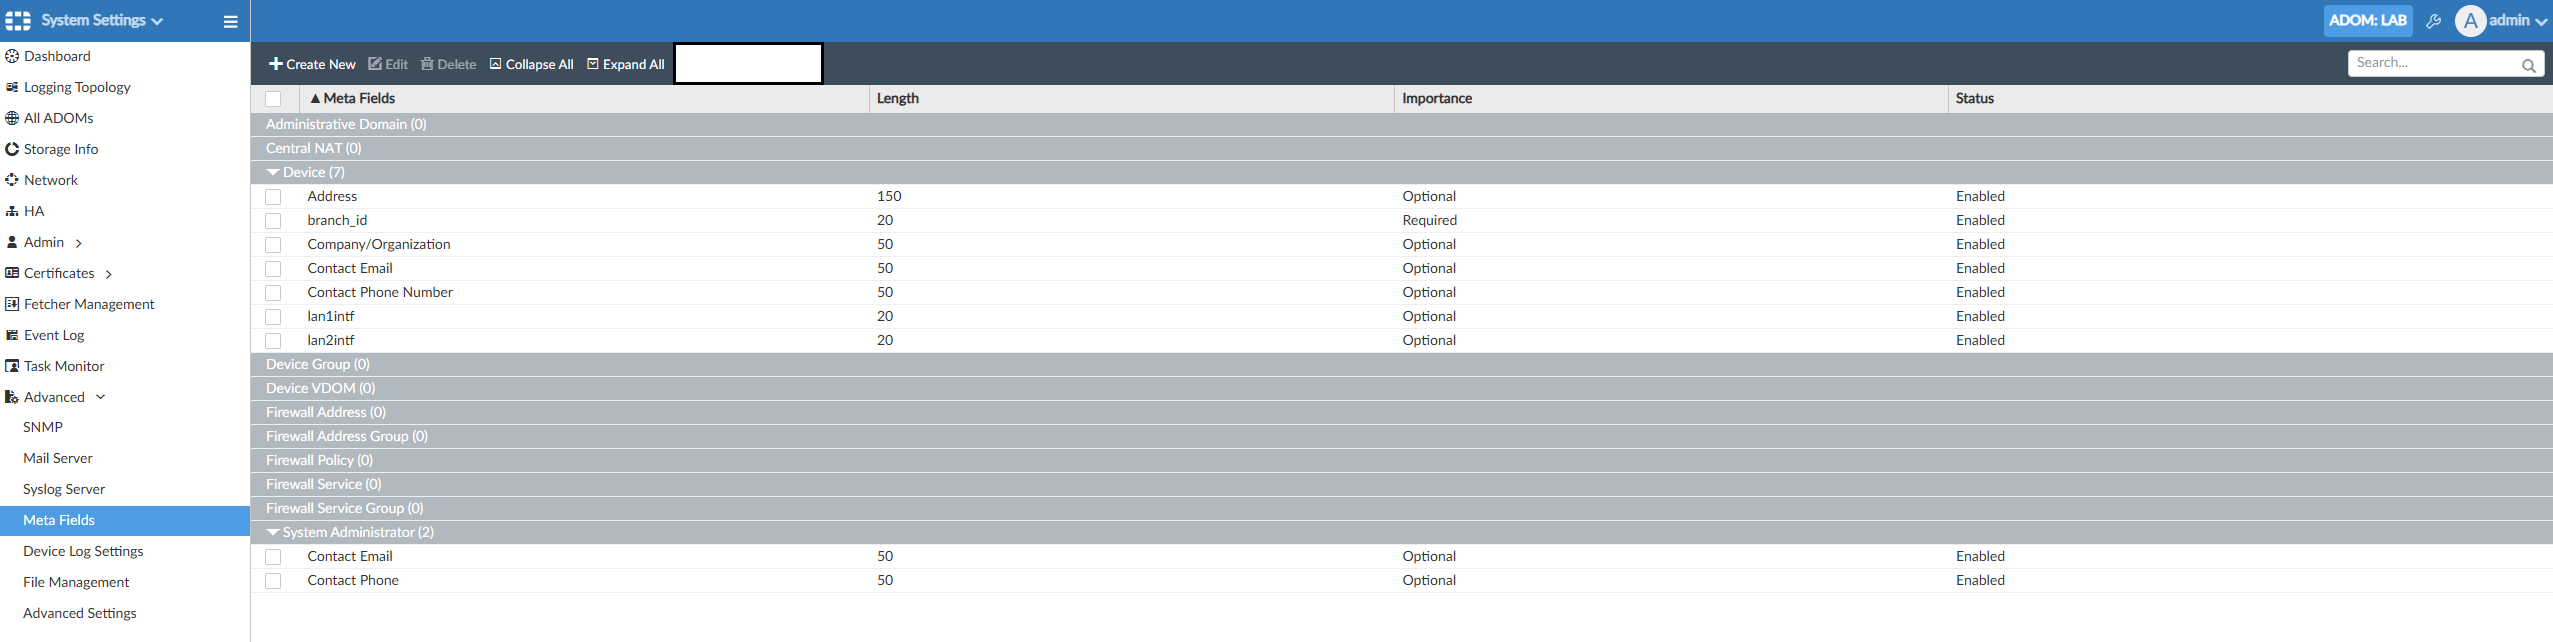 System Settings
ADOM: LAB
A admin
Dashboard
Logging Topology
All ADOMs
Storage Info
Network
HA
Admin
Certificates
Fetcher Management
Event Log
Task Monitor
Advanced
SNMP
Mail Server
Syslog Server
Meta Fields
Device Log Settings
File Management
Advanced Settings
Create New Edit Delete Collapse All Expand All Search...
Meta Fields Length Importance Status
Administrative Domain (0)
Central NAT (0)
Device (7)
Address 150 Optional Enabled
branch_id 20 Required Enabled
Company/Organization 50 Optional Enabled
Contact Email 50 Optional Enabled
Contact Phone Number 50 Optional Enabled
lan1intf 20 Optional Enabled
lan2intf 20 Optional Enabled
Device Group (0)
Device VDOM (0)
Firewall Address (0)
Firewall Address Group (0)
Firewall Policy (0)
Firewall Service (0)
Firewall Service Group (0)
System Administrator (2)
Contact Email 50 Optional Enabled
Contact Phone 50 Optional Enabled